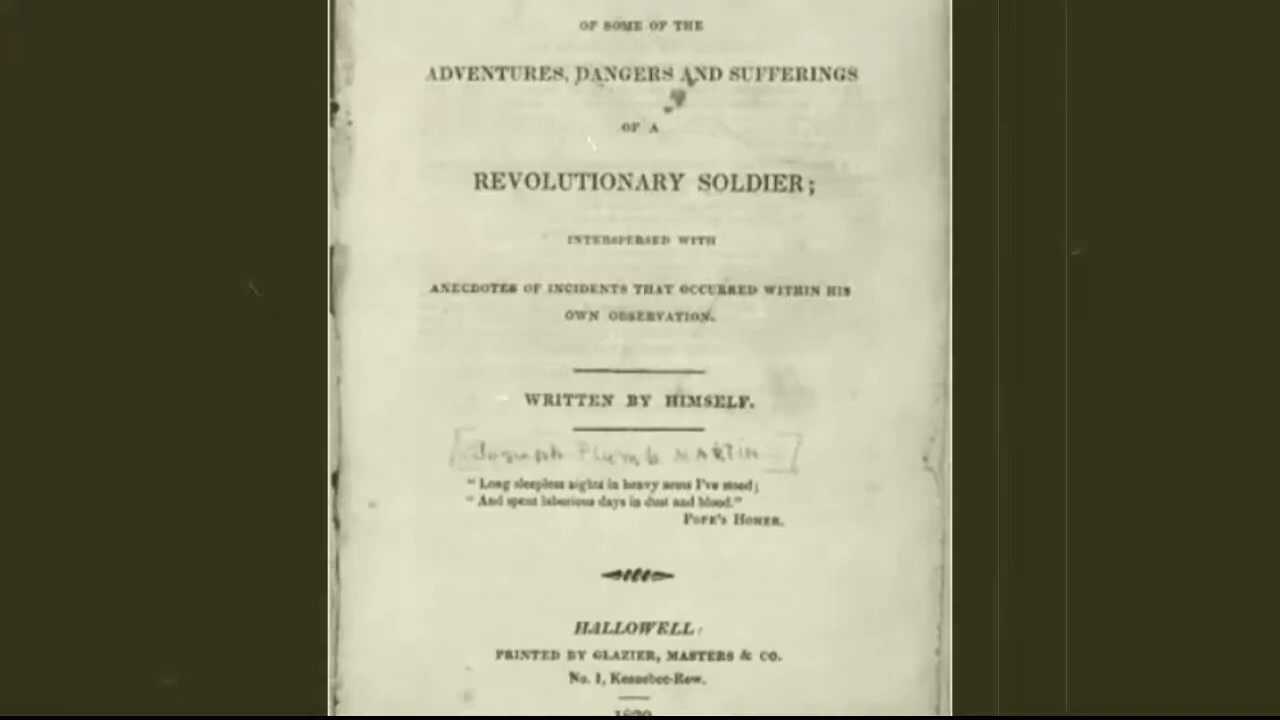 OF SOME OF THE
ADVENTURES, DANGERS AND SUFFERINGS
OF A
REVOLUTIONARY SOLDIER;
INTERSPERSED WITH
ANECDOTES OF INCIDENTS THAT OCCURRED WITHIN HIS
OWN OBSERVATION.
WRITTEN BY HIMSELF.
[Joseph Plumb MARTIN]
" Long sleepless nights in heavy arms I've stood;
" And spent laborious days in dust and blood."
POPE'S HOMER.
HALLOWELL:
PRINTED BY GLAZIER, MASTERS & CO.
No. 1, Kennebec-Row.